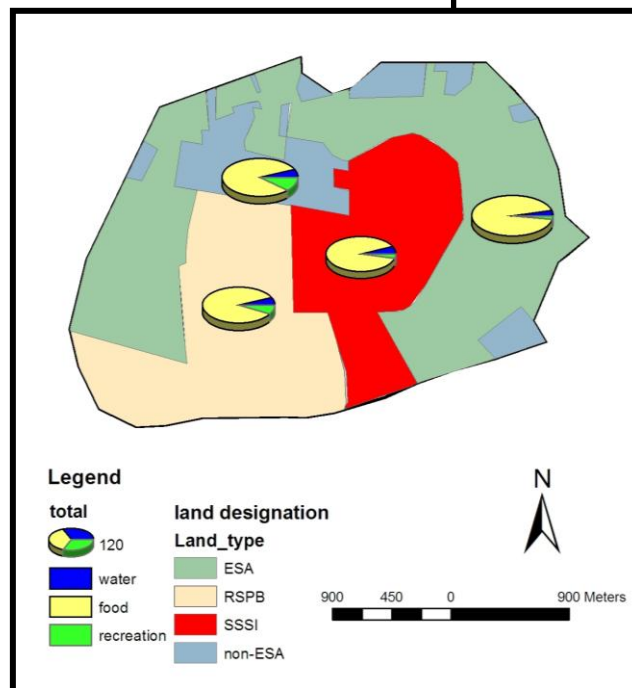 Legend
total
120
water
food
recreation
land designation
Land_type
ESA
RSPB
SSSI
non-ESA
N
900 450 0 900 Meters